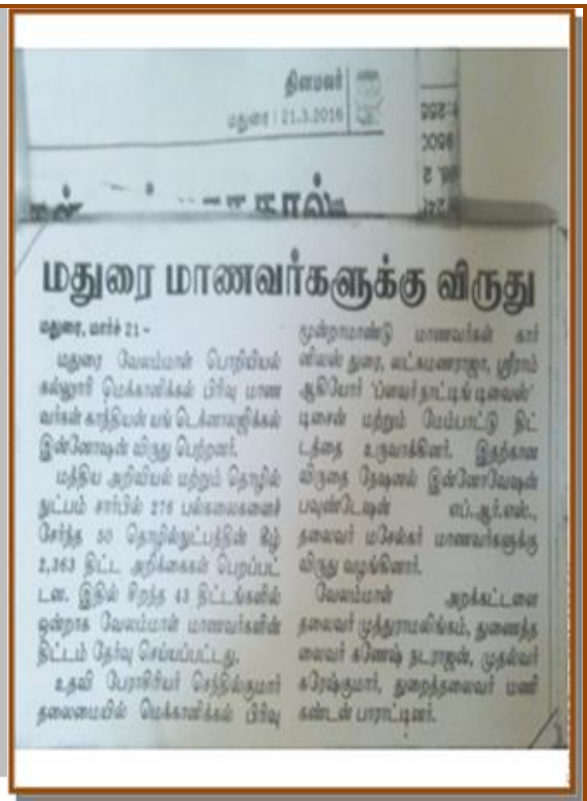 தினமலர்
மதுரை | 21.3.2016
மதுரை மாணவர்களுக்கு விருது
மதுரை, மார்ச் 21 -
மதுரை வேலம்மாள் பொறியியல்
கல்லூரி மெக்கானிக்கல் பிரிவு மாண
வர்கள் காந்தியன் யங் டெக்னாலஜிக்கல்
இன்னோஷன் விருது பெற்றனர்.
மத்திய அறிவியல் மற்றும் தொழில்
நுட்பம் சார்பில் 276 பல்கலைகளைச்
சேர்ந்த 50 தொழில்நுட்பத்தின் கீழ்
2,363 திட்ட அறிக்கைகள் பெறப்பட்
டன. இதில் சிறந்த 43 திட்டங்களில்
ஒன்றாக வேலம்மாள் மாணவர்களின்
திட்டம் தேர்வு செய்யப்பட்டது.
உதவி பேராசிரியர் செந்தில்குமார்
தலைமையில் மெக்கானிக்கல் பிரிவு
மூன்றாமாண்டு மாணவர்கள் கார்
னிலஸ் துரை, லட்சுமணராஜா, ஸ்ரீராம்
ஆகியோர் 'ப்ளவர் நாட்டிங் டிவைஸ்'
டிசைன் மற்றும் மேம்பாட்டு திட்
டத்தை உருவாக்கினர். இதற்கான
விருதை நேஷனல் இன்னோவேஷன்
பவுண்டேஷன் எப்.ஆர்.எஸ்.,
தலைவர் மசேல்கர் மாணவர்களுக்கு
விருது வழங்கினார்.
வேலம்மாள் அறக்கட்டளை
தலைவர் முத்துராமலிங்கம், துணைத்த
லைவர் கணேஷ் நடராஜன், முதல்வர்
சுரேஷ்குமார், துறைத்தலைவர் மணி
கண்டன் பாராட்டினர்.